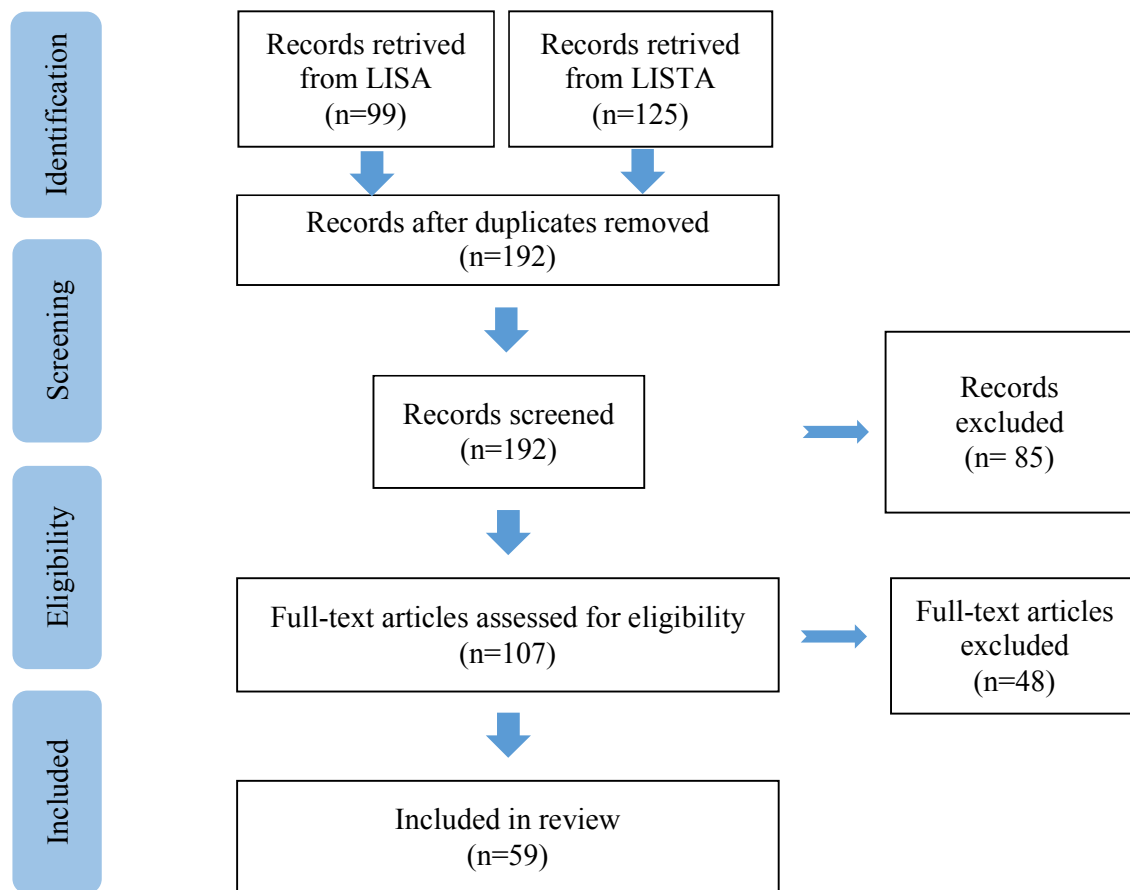 Identification
Records retrived
from LISA
(n=99)
Records retrived
from LISTA
(n=125)
Records after duplicates removed
(n=192)
Screening
Records screened
(n=192)
Records
excluded
(n= 85)
Eligibility
Full-text articles assessed for eligibility
(n=107)
Full-text articles
excluded
(n=48)
Included
Included in review
(n=59)